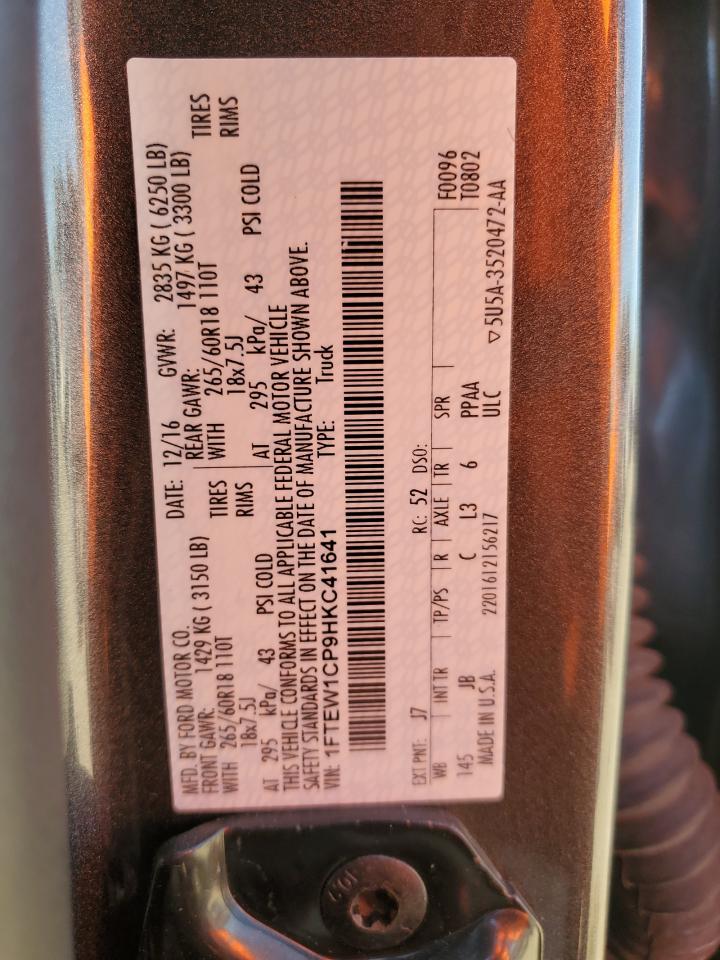 MFD. BY FORD MOTOR CO.
DATE: 12/16
GVWR: 2835 KG ( 6250 LB)
FRONT GAWR: 1429 KG ( 3150 LB)
REAR GAWR: 1497 KG ( 3300 LB)
WITH 265/60R18 110T TIRES
WITH 265/60R18 110T TIRES
18x7.5J RIMS
18x7.5J RIMS
AT 295 kPa/ 43 PSI COLD
AT 295 kPa/ 43 PSI COLD
THIS VEHICLE CONFORMS TO ALL APPLICABLE FEDERAL MOTOR VEHICLE
SAFETY STANDARDS IN EFFECT ON THE DATE OF MANUFACTURE SHOWN ABOVE.
VIN: 1FTEW1CP9HKC41641
TYPE: Truck
EXT PNT: J7 RC: 52 DSO: F0096
WB INT TR TP/PS R AXLE TR SPR T0802
145 JB C L3 6 PPAA
MADE IN U.S.A. 2201612156217 ULC ▽5U5A-3520472-AA
10.9